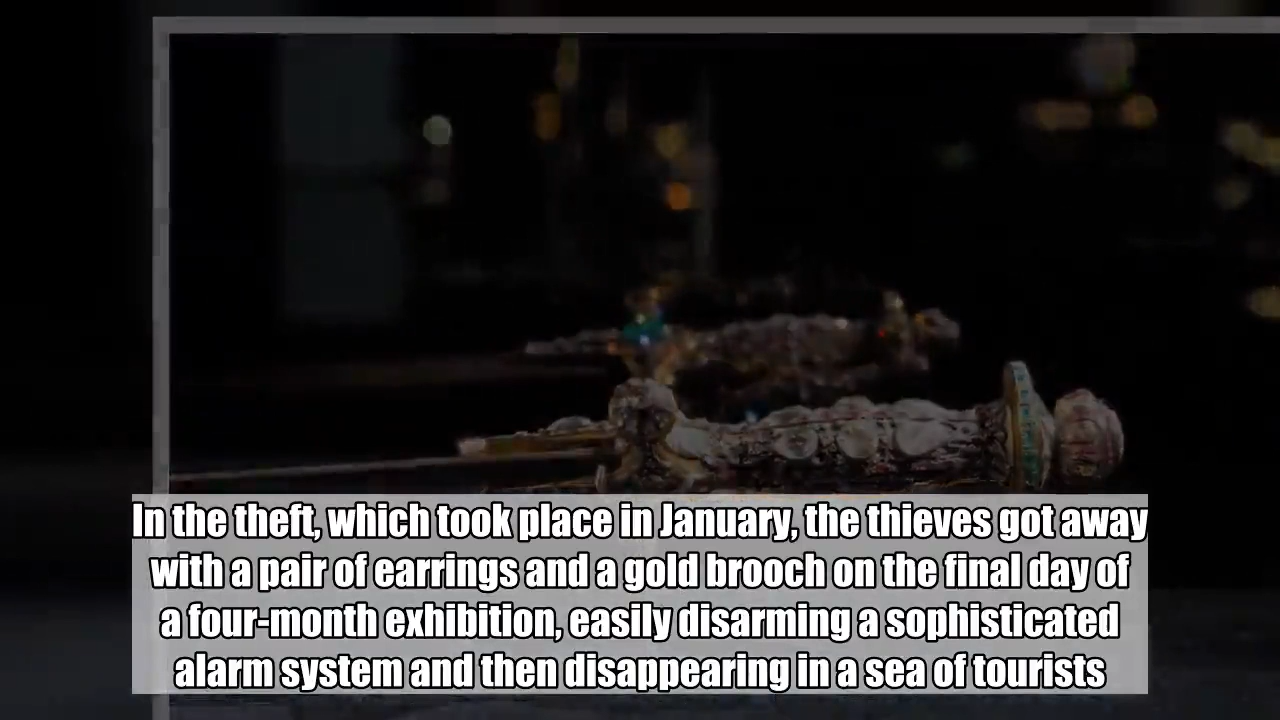 In the theft, which took place in January, the thieves got away
with a pair of earrings and a gold brooch on the final day of
a four-month exhibition, easily disarming a sophisticated
alarm system and then disappearing in a sea of tourists